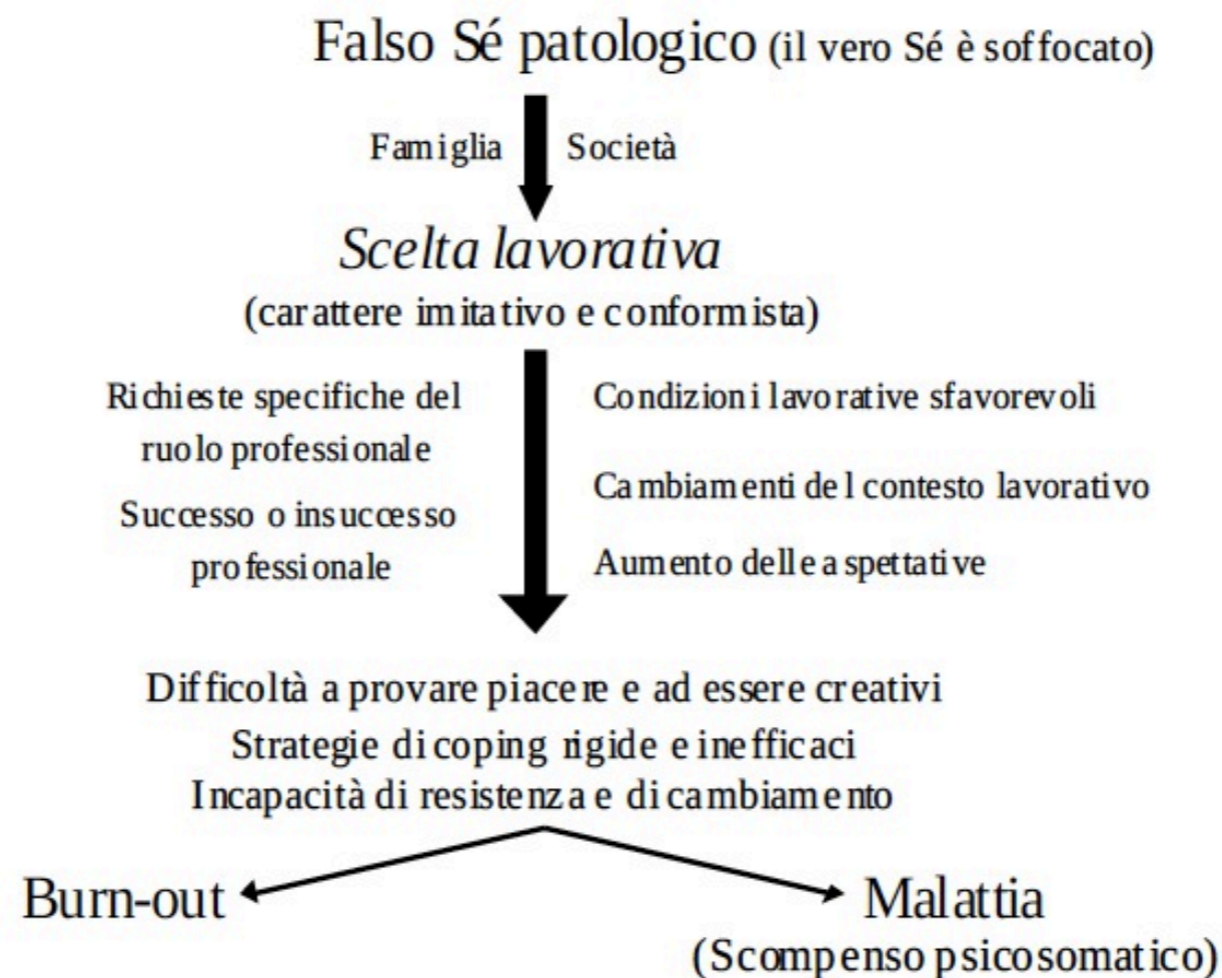 Falso Sé patologico (il vero Sé è soffocato)
Famiglia Società
Scelta lavorativa
(carattere imitativo e conformista)
Richieste specifiche del
ruolo professionale
Successo o insuccesso
professionale
Condizioni lavorative sfavorevoli
Cambiamenti del contesto lavorativo
Aumento delle aspettative
Difficoltà a provare piacere e ad essere creativi
Strategie di coping rigide e inefficaci
Incapacità di resistenza e di cambiamento
Burn-out
Malattia
(Scompenso psicosomatico)